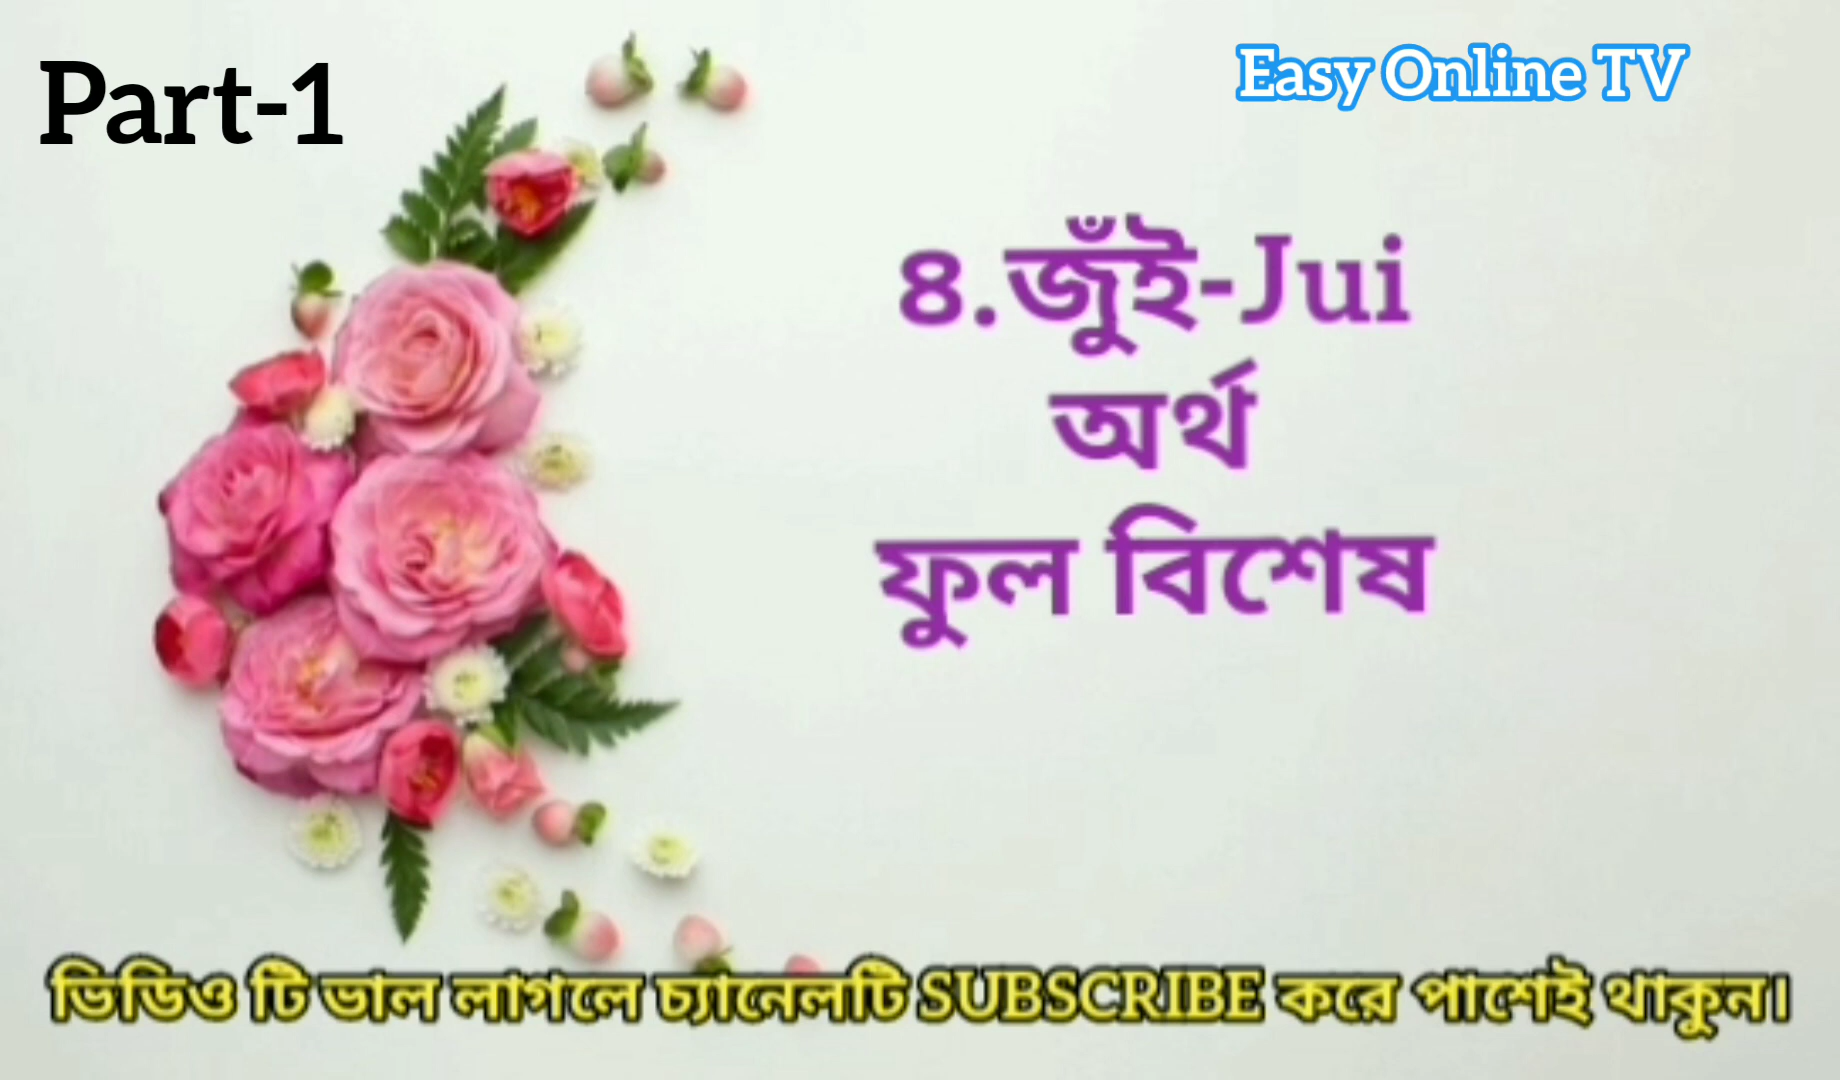 Part-1
Easy Online TV
৪.জুঁই-Jui
অর্থ
ফুল বিশেষ
ভিডিও টি ভাল লাগলে চ্যানেলটি SUBSCRIBE করে পাশেই থাকুন।